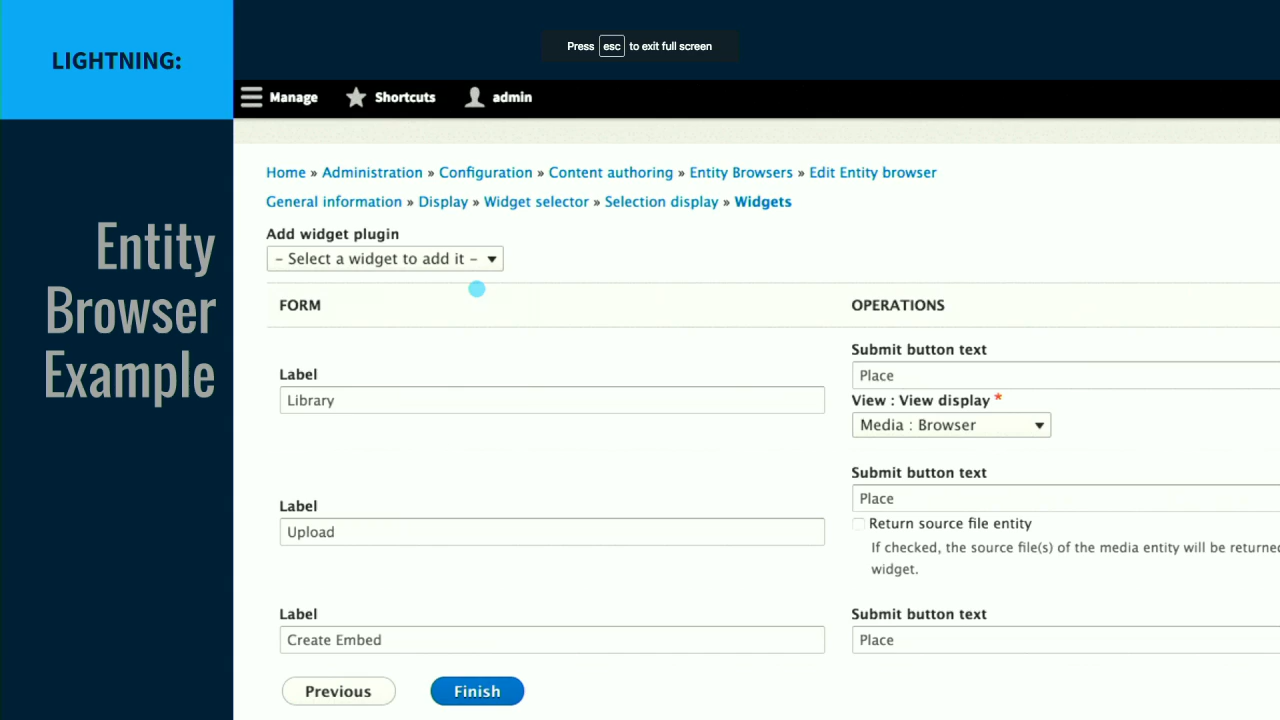 LIGHTNING:
Entity
Browser
Example
Press esc to exit full screen
Manage Shortcuts admin
Home » Administration » Configuration » Content authoring » Entity Browsers » Edit Entity browser
General information » Display » Widget selector » Selection display » Widgets
Add widget plugin
– Select a widget to add it –
FORM OPERATIONS
Submit button text
Label
Place
Library
View : View display *
Media : Browser
Submit button text
Place
Label
Return source file entity
Upload
If checked, the source file(s) of the media entity will be returned
widget.
Label Submit button text
Create Embed Place
Previous Finish